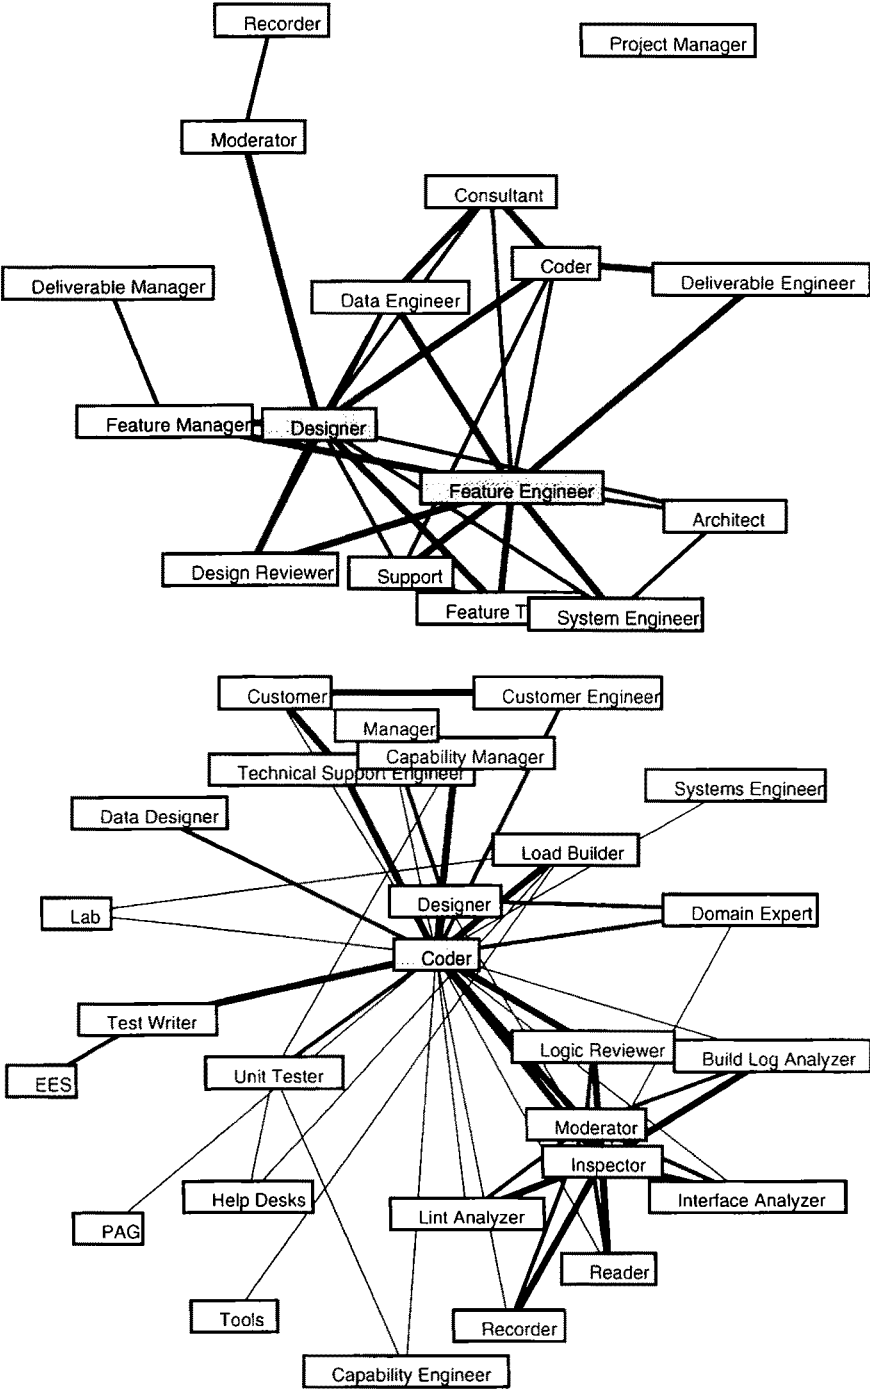 Recorder
Project Manager
Moderator
Consultant
Coder
Deliverable Manager
Data Engineer
Deliverable Engineer
Feature Manager
Designer
Feature Engineer
Architect
Design Reviewer
Support
Feature T
System Engineer
Customer
Customer Engineer
Manager
Capability Manager
Technical Support Engineer
Systems Engineer
Data Designer
Load Builder
Lab
Designer
Domain Expert
Coder
Test Writer
Logic Reviewer
Build Log Analyzer
EES
Unit Tester
Moderator
Inspector
Help Desks
Interface Analyzer
Lint Analyzer
PAG
Reader
Tools
Recorder
Capability Engineer